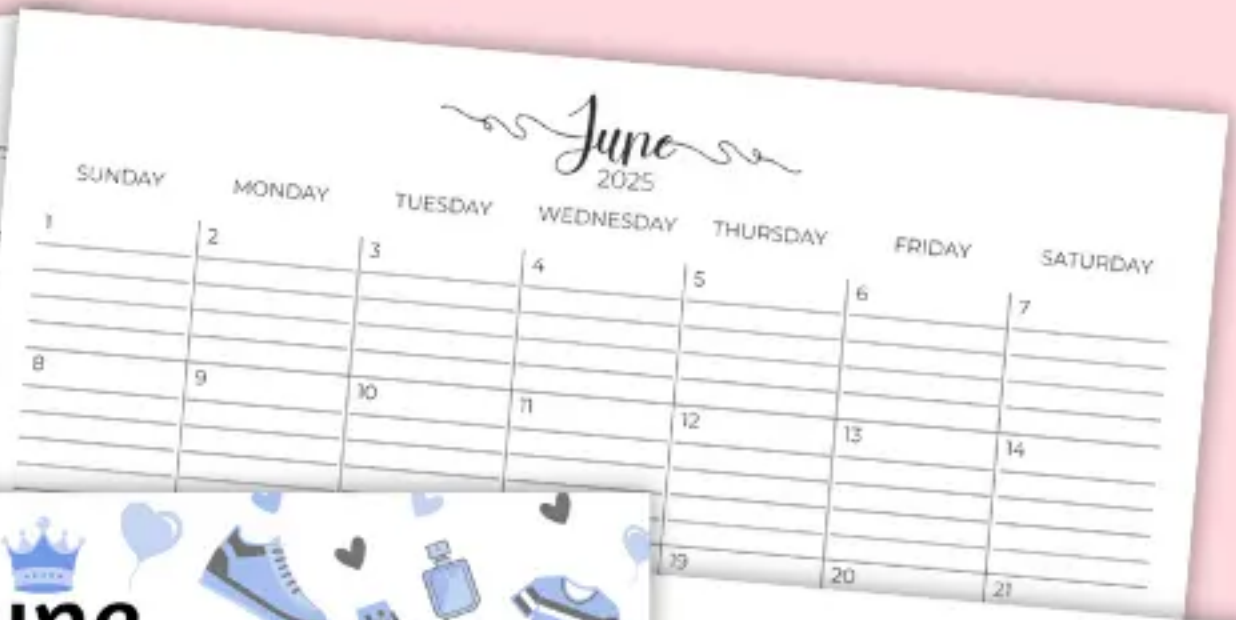 June
2025
SUNDAY MONDAY TUESDAY WEDNESDAY THURSDAY FRIDAY SATURDAY
1 2 3 4 5 6 7
8 9 10 11 12 13 14
19 20 21